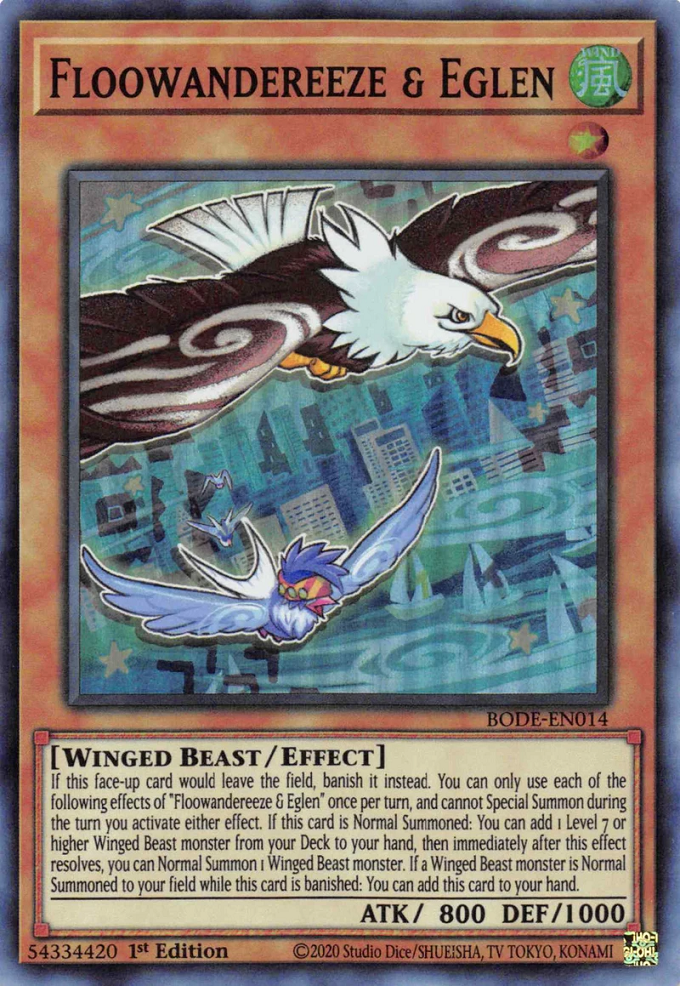 FLOOWANDEREEZE & EGLEN
WIND
風
BODE-EN014
[WINGED BEAST/EFFECT]
If this face-up card would leave the field, banish it instead. You can only use each of the
following effects of "Floowandereeze & Eglen" once per turn, and cannot Special Summon during
the turn you activate either effect. If this card is Normal Summoned: You can add 1 Level 7 or
higher Winged Beast monster from your Deck to your hand, then immediately after this effect
resolves, you can Normal Summon 1 Winged Beast monster. If a Winged Beast monster is Normal
Summoned to your field while this card is banished: You can add this card to your hand.
ATK/ 800 DEF/1000
54334420 1st Edition ©2020 Studio Dice/SHUEISHA, TV TOKYO, KONAMI